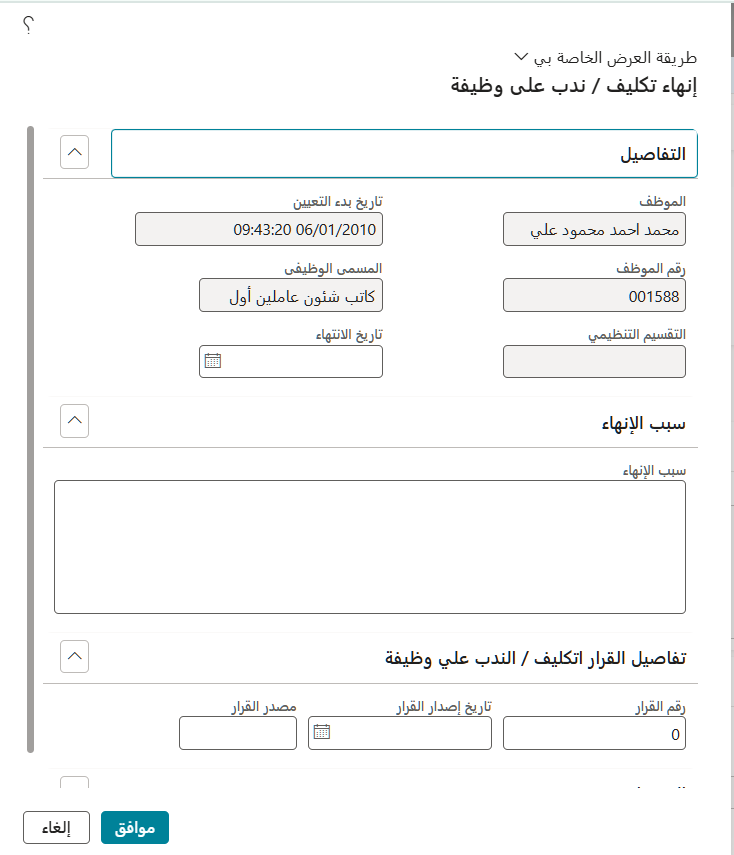 ؟
طريقة العرض الخاصة بي
إنهاء تكليف / ندب على وظيفة
التفاصيل
الموظف
محمد احمد محمود علي
تاريخ بدء التعيين
06/01/2010 09:43:20
رقم الموظف
001588
المسمى الوظيفى
كاتب شئون عاملين أول
التقسيم التنظيمي
تاريخ الانتهاء
سبب الإنهاء
سبب الإنهاء
تفاصيل القرار اتكليف / الندب علي وظيفة
رقم القرار
0
تاريخ إصدار القرار
مصدر القرار
موافق
إلغاء